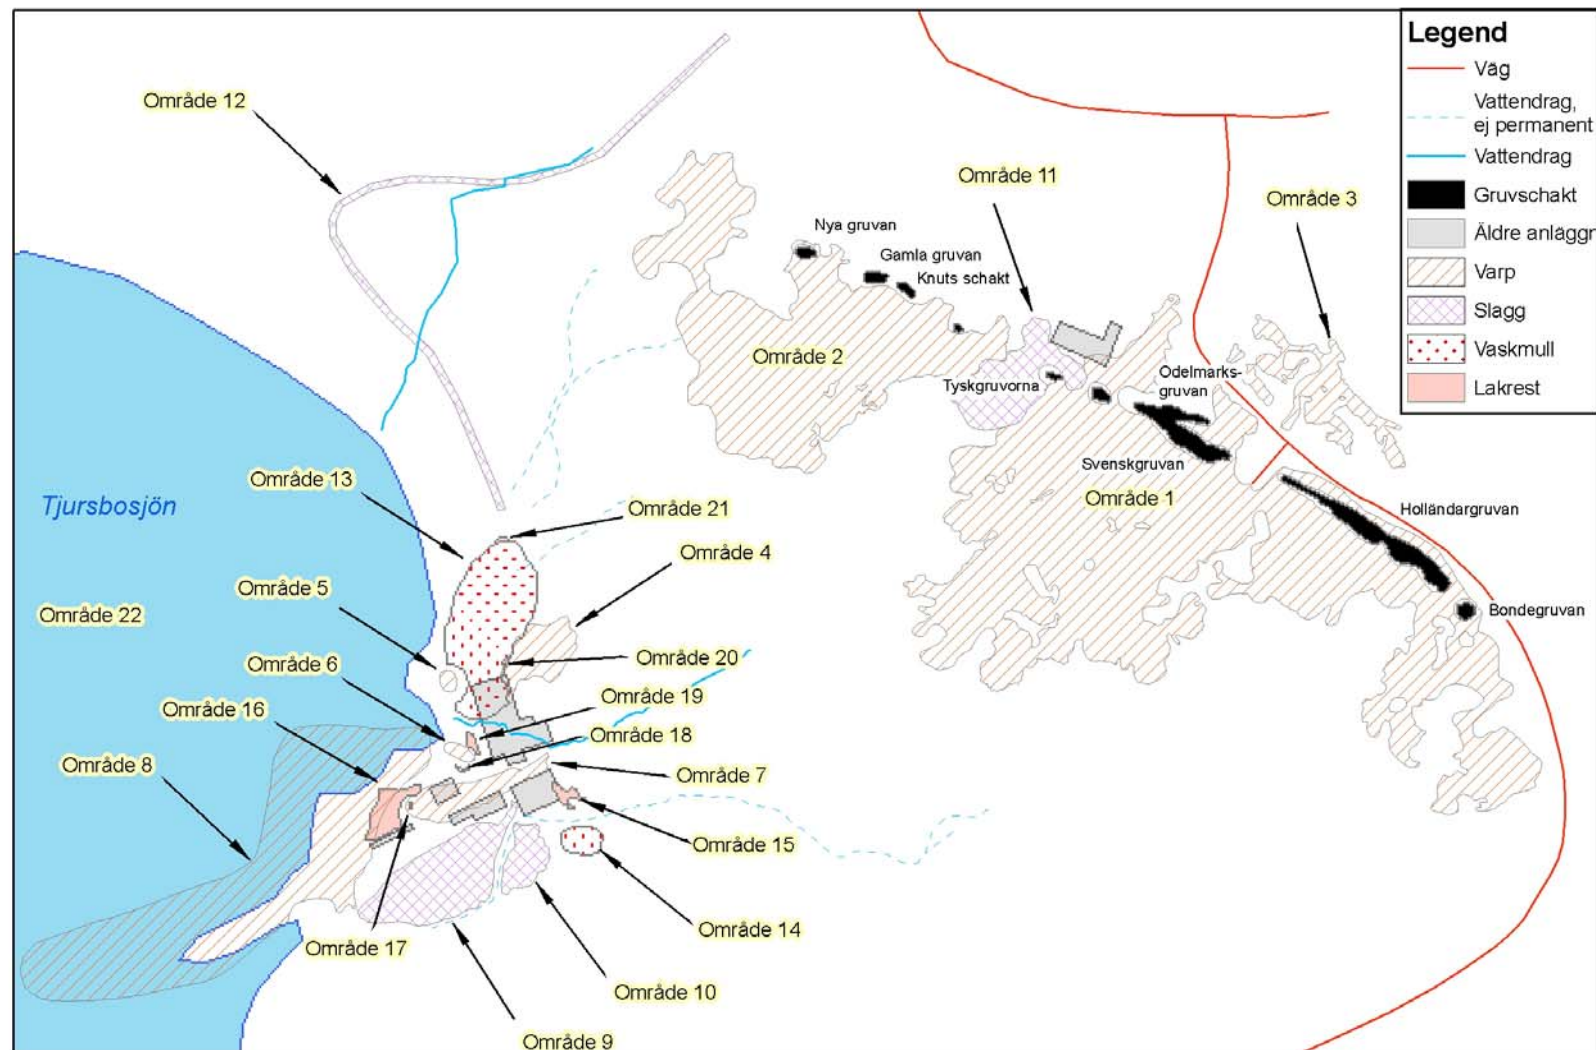 Legend
Väg
Vattendrag,
ej permanent
Vattendrag
Gruvschakt
Äldre anläggn
Varp
Slagg
Vaskmull
Lakrest
Område 12
Område 11
Område 3
Nya gruvan
Gamla gruvan
Knuts schakt
Område 2
Tyskgruvorna
Odelmarks-
gruvan
Svenskgruvan
Område 1
Holländargruvan
Bondegruvan
Tjursbosjön
Område 13
Område 21
Område 4
Område 5
Område 22
Område 6
Område 20
Område 19
Område 16
Område 18
Område 8
Område 7
Område 15
Område 14
Område 17
Område 10
Område 9